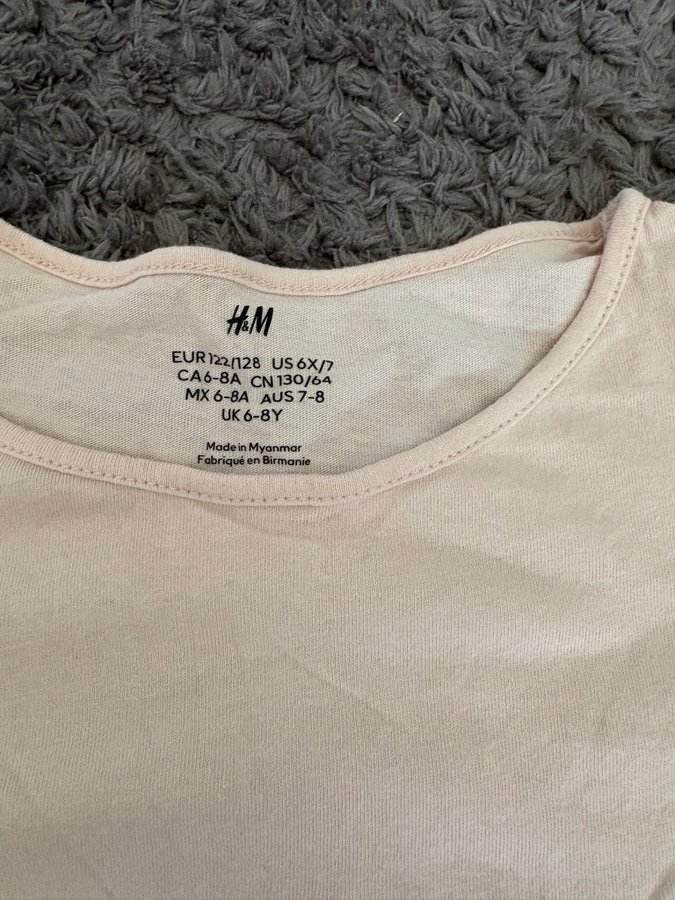 H&M
EUR 122/128 US 6X/7
CA 6-8A CN 130/64
MX 6-8A AUS 7-8
UK 6-8Y
Made in Myanmar
Fabriqué en Birmanie